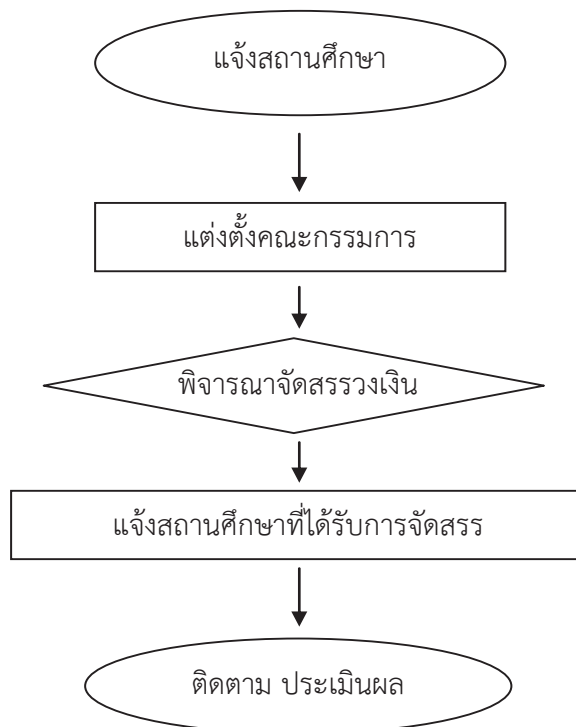 แจ้งสถานศึกษา
แต่งตั้งคณะกรรมการ
พิจารณาจัดสรรวงเงิน
แจ้งสถานศึกษาที่ได้รับการจัดสรร
ติดตาม ประเมินผล